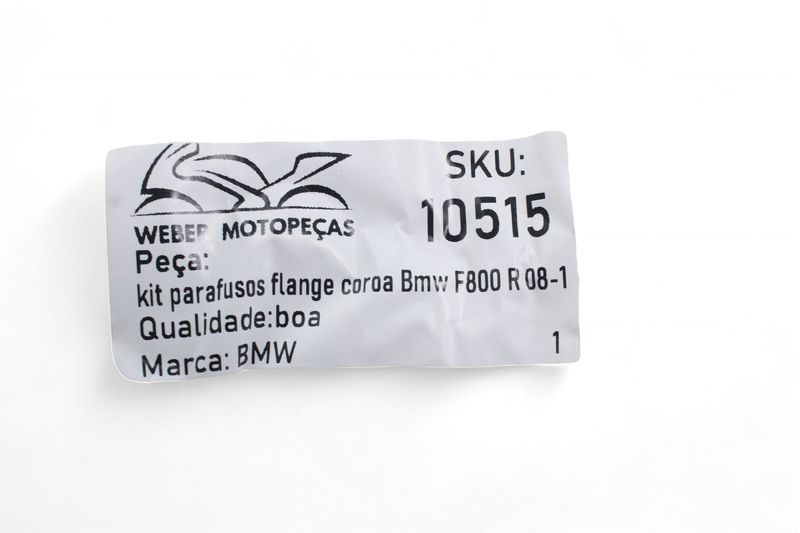 WEBER MOTOPEÇAS
SKU:
10515
Peça:
kit parafusos flange coroa Bmw F800 R 08-1
Qualidade:boa
Marca: BMW
1